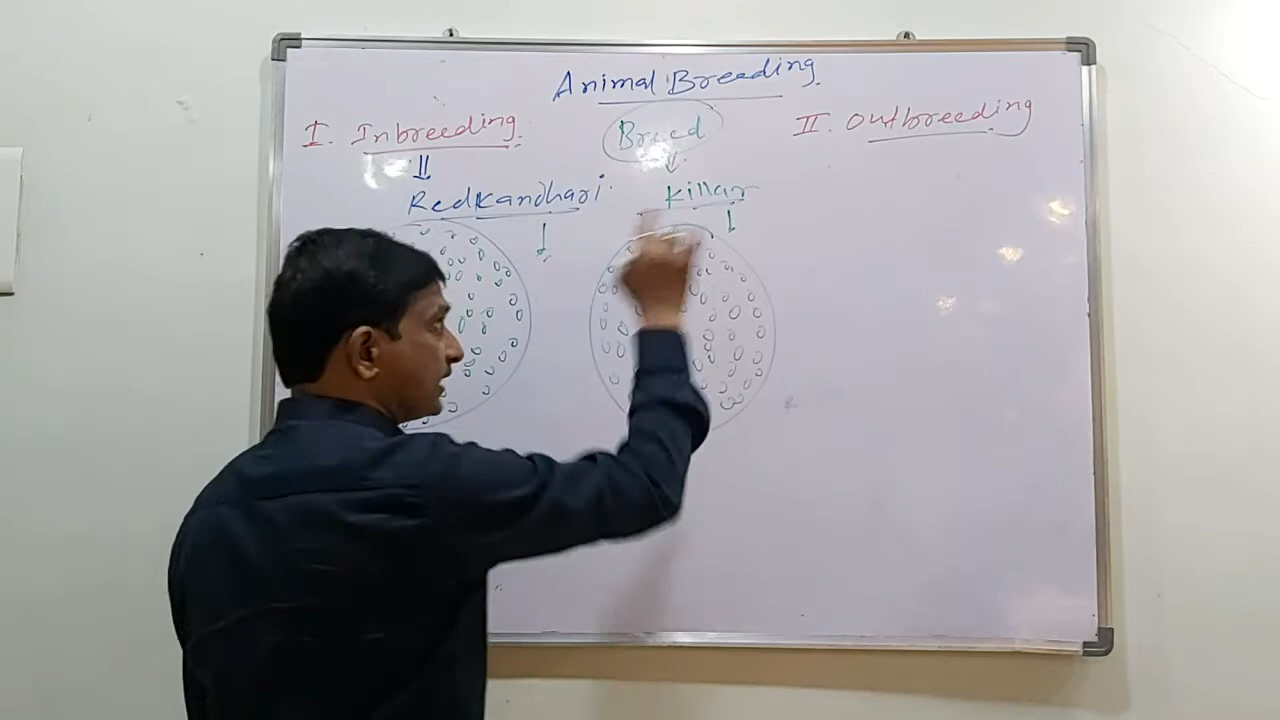 Animal Breeding.
I. Inbreeding.
Breed
II. Outbreeding
Redkandhari.
Killar